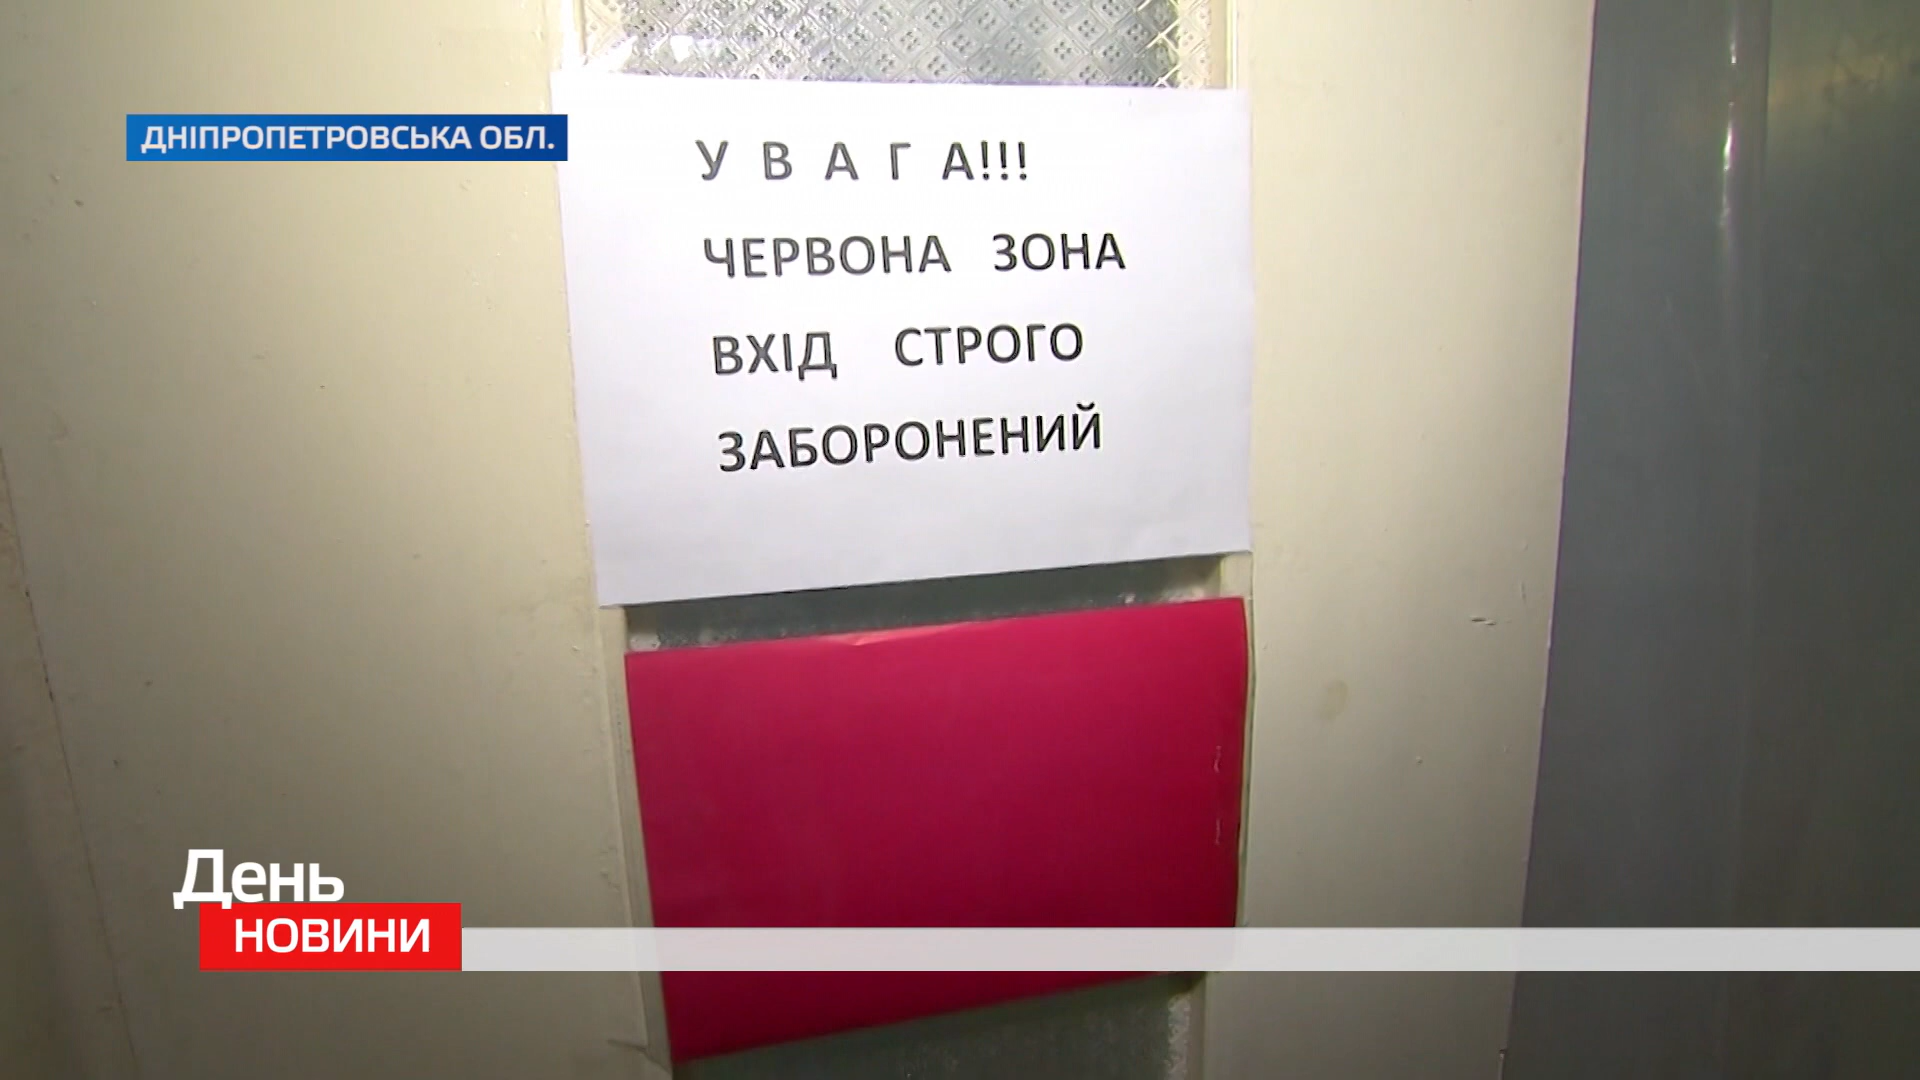 ДНІПРОПЕТРОВСЬКА ОБЛ.
У В А Г А!!!
ЧЕРВОНА ЗОНА
ВХІД СТРОГО
ЗАБОРОНЕНИЙ
День
НОВИНИ